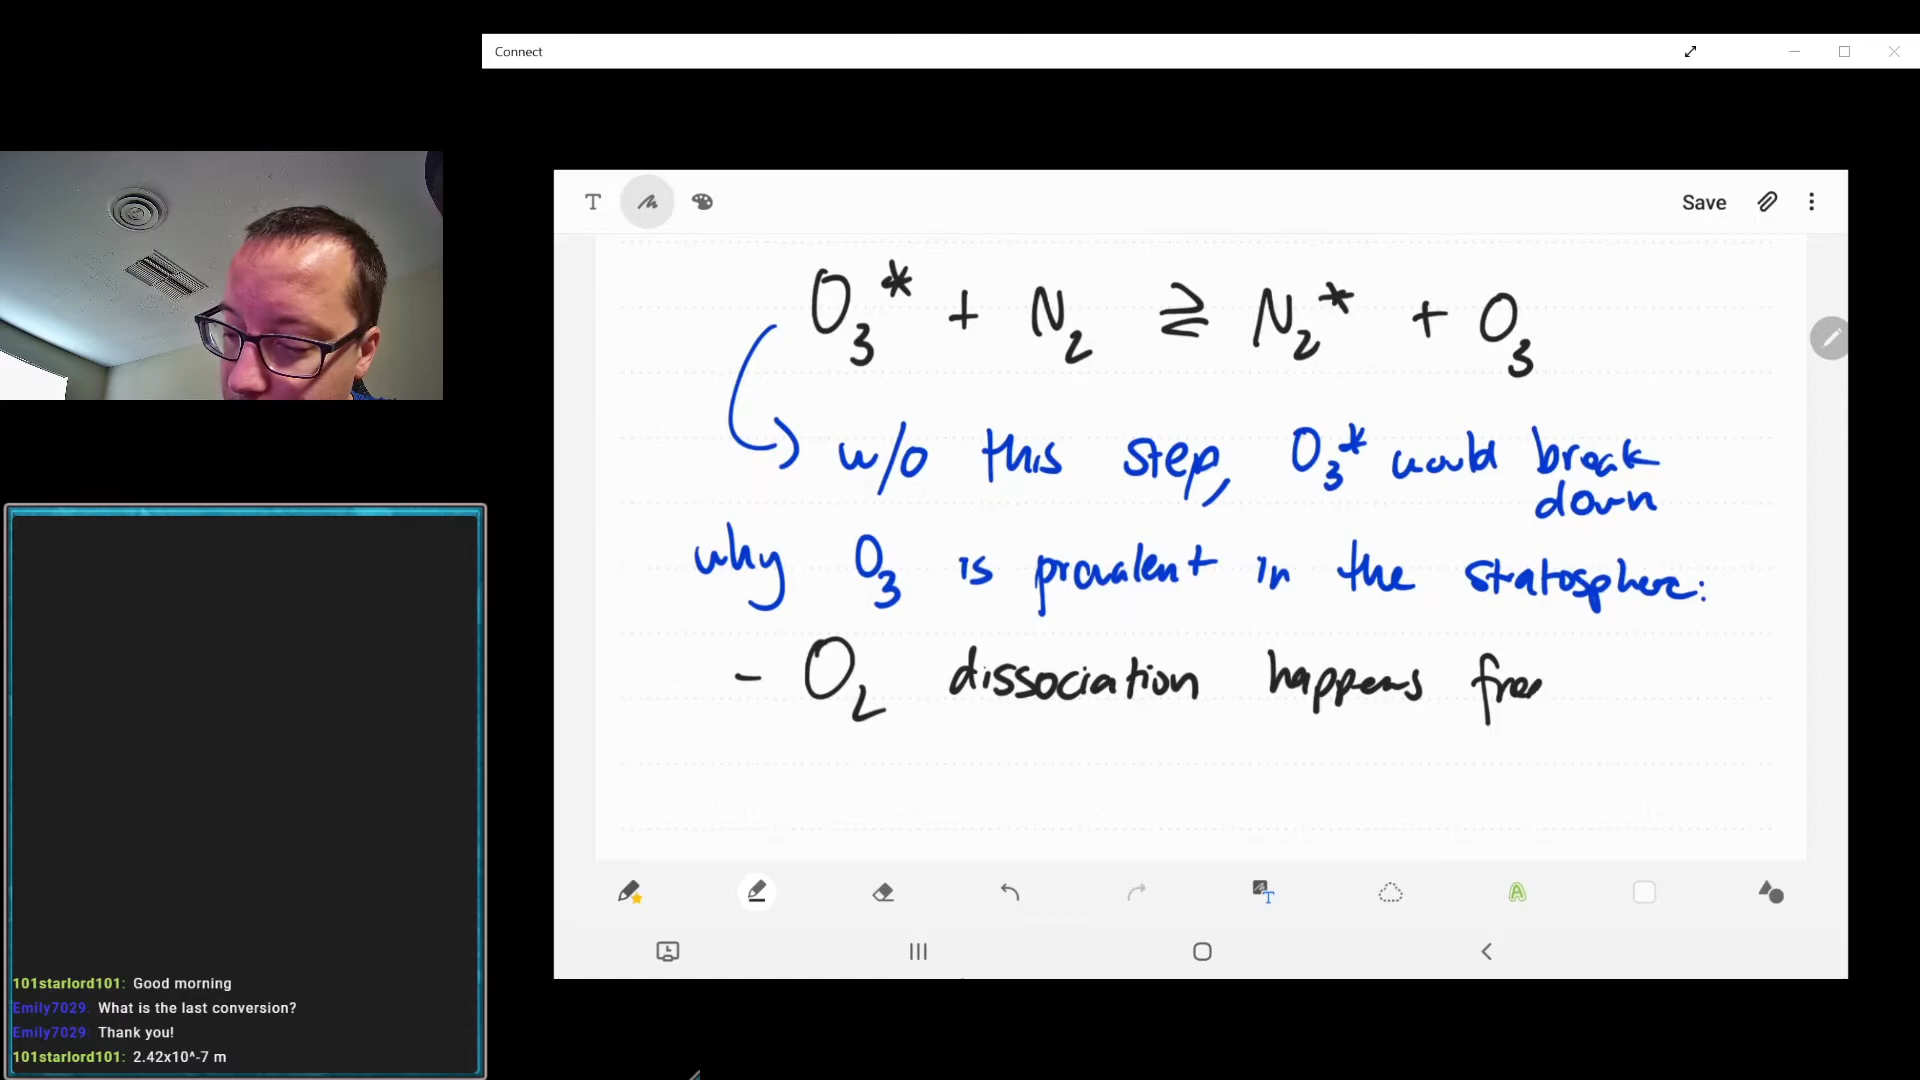 Connect
T
Save
O3* + N2 ⇄ N2* + O3
w/o this step, O3* would break
down
why O3 is prevalent in the stratosphere:
- O2 dissociation happens free
T
A
101starlord101: Good morning
Emily7029: What is the last conversion?
Emily7029: Thank you!
101starlord101: 2.42x10^-7 m